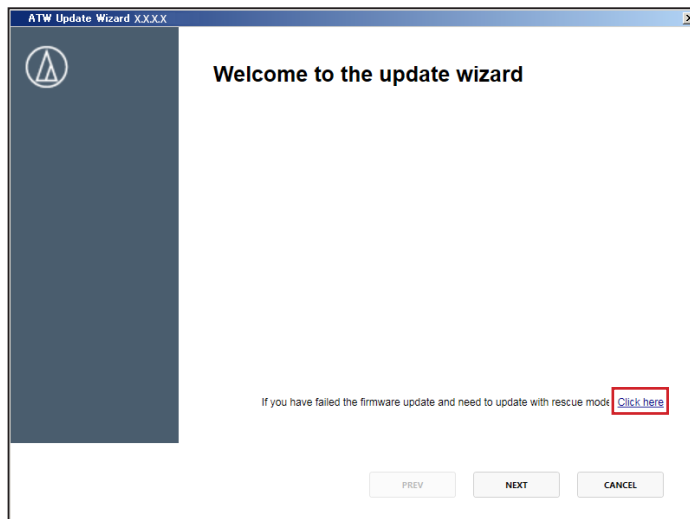 ATW Update Wizard X.X.X.X
Welcome to the update wizard
If you have failed the firmware update and need to update with rescue mode Click here
PREV NEXT CANCEL